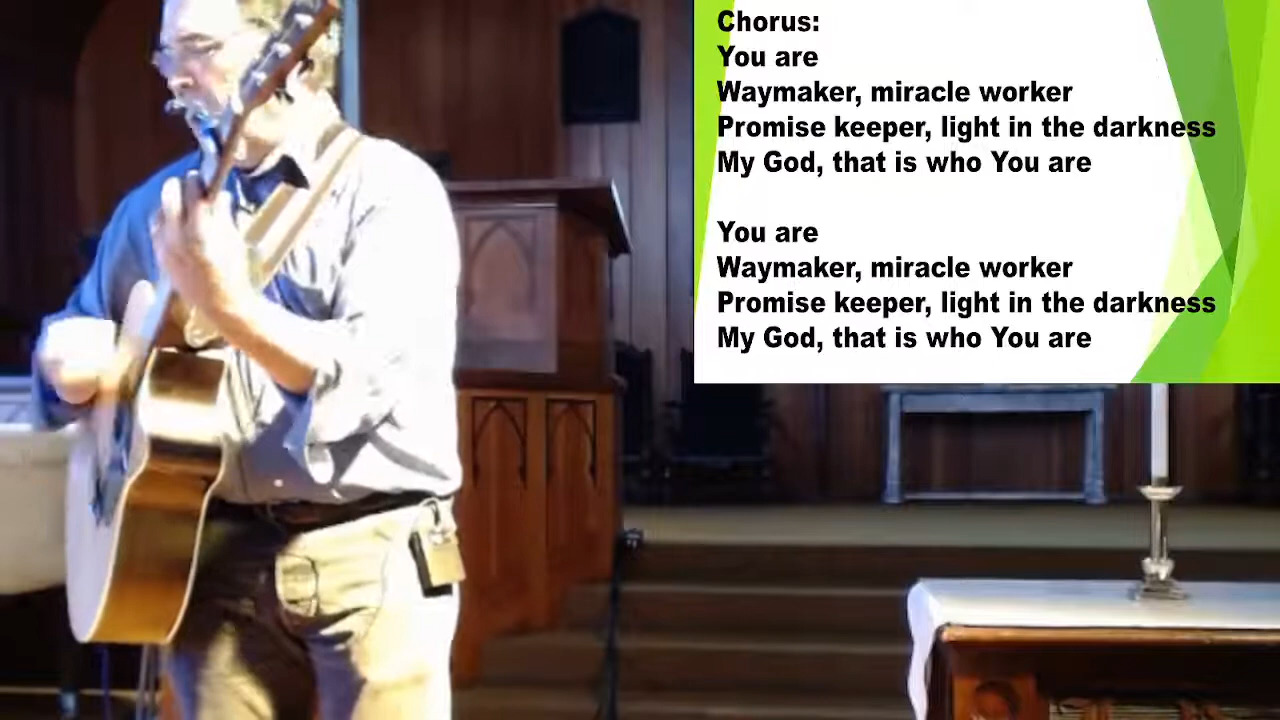 Chorus:
You are
Waymaker, miracle worker
Promise keeper, light in the darkness
My God, that is who You are
You are
Waymaker, miracle worker
Promise keeper, light in the darkness
My God, that is who You are